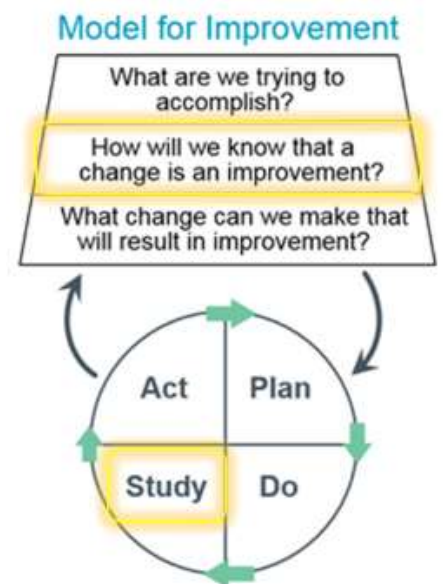 Model for Improvement
What are we trying to
accomplish?
How will we know that a
change is an improvement?
What change can we make that
will result in improvement?
Act
Plan
Study
Do